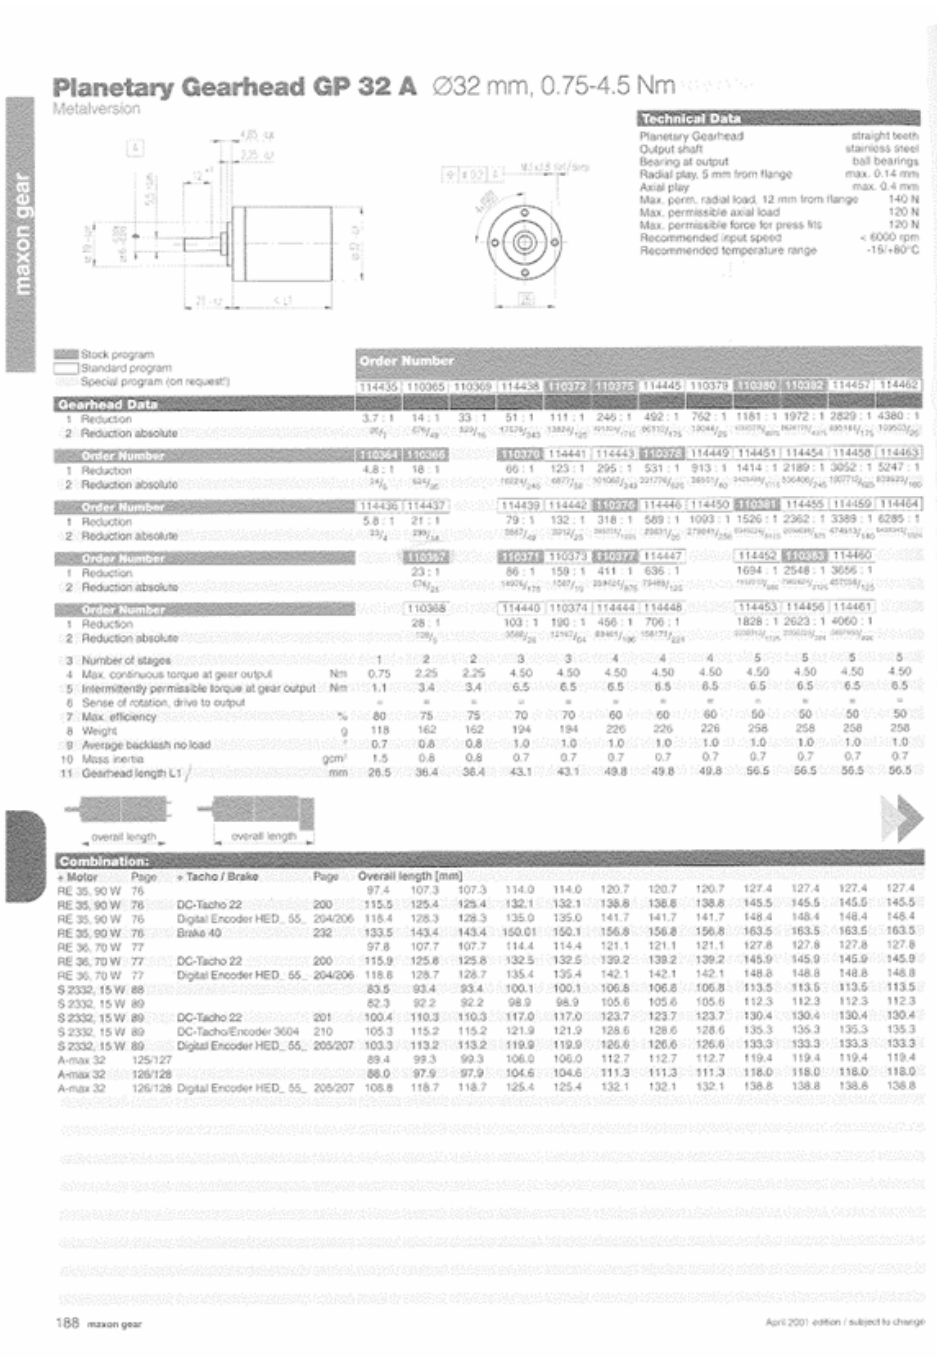 Planetary Gearhead GP 32 A Ø32 mm, 0.75-4.5 Nm
Metalversion
maxon gear
Technical Data
Planetary Gearhead straight teeth
Output shaft stainless steel
Bearing at output ball bearings
Radial play, 5 mm from flange max. 0.14 mm
Axial play max. 0.4 mm
Max. perm. radial load, 12 mm from flange 140 N
Max. permissible axial load 120 N
Max. permissible force for press fits 120 N
Recommended input speed < 6000 rpm
Recommended temperature range -15/+80°C
Stock program
Standard program
Special program (on request!)
Order Number
114435 110365 110369 114438 110372 110375 114445 110379 110380 110382 114457 114462
Gearhead Data
1 Reduction 3.7 : 1 14 : 1 33 : 1 51 : 1 111 : 1 246 : 1 492 : 1 762 : 1 1181 : 1 1972 : 1 2829 : 1 4380 : 1
2 Reduction absolute
Order Number 110364 110366 110370 114441 114443 110378 114449 114451 114454 114458 114463
1 Reduction 4.8 : 1 18 : 1 66 : 1 123 : 1 295 : 1 531 : 1 913 : 1 1414 : 1 2189 : 1 3052 : 1 5247 : 1
2 Reduction absolute
Order Number 114436 114437 114439 114442 110376 114446 114450 110381 114455 114459 114464
1 Reduction 5.8 : 1 21 : 1 79 : 1 132 : 1 318 : 1 589 : 1 1093 : 1 1526 : 1 2362 : 1 3389 : 1 6285 : 1
2 Reduction absolute
Order Number 110367 110371 110373 110377 114447 114452 110383 114460
1 Reduction 23 : 1 86 : 1 159 : 1 411 : 1 636 : 1 1694 : 1 2548 : 1 3656 : 1
2 Reduction absolute
Order Number 110368 114440 110374 114444 114448 114453 114456 114461
1 Reduction 28 : 1 103 : 1 190 : 1 456 : 1 706 : 1 1828 : 1 2623 : 1 4060 : 1
2 Reduction absolute
3 Number of stages 1 2 2 3 3 4 4 4 5 5 5 5
4 Max. continuous torque at gear output Nm 0.75 2.25 2.25 4.50 4.50 4.50 4.50 4.50 4.50 4.50 4.50 4.50
5 Intermittently permissible torque at gear output Nm 1.1 3.4 3.4 6.5 6.5 6.5 6.5 6.5 6.5 6.5 6.5 6.5
6 Sense of rotation, drive to output = = = = = = = = = = = =
7 Max. efficiency % 80 75 75 70 70 60 60 60 50 50 50 50
8 Weight g 118 162 162 194 194 226 226 226 258 258 258 258
9 Average backlash no load ° 0.7 0.8 0.8 1.0 1.0 1.0 1.0 1.0 1.0 1.0 1.0 1.0
10 Mass inertia gcm² 1.5 0.8 0.8 0.7 0.7 0.7 0.7 0.7 0.7 0.7 0.7 0.7
11 Gearhead length L1 mm 26.5 36.4 36.4 43.1 43.1 49.8 49.8 49.8 56.5 56.5 56.5 56.5
overall length overall length
Combination:
+ Motor Page + Tacho / Brake Page Overall length [mm]
RE 35, 90 W 76 97.4 107.3 107.3 114.0 114.0 120.7 120.7 120.7 127.4 127.4 127.4 127.4
RE 35, 90 W 76 DC-Tacho 22 200 115.5 125.4 125.4 132.1 132.1 138.8 138.8 138.8 145.5 145.5 145.5 145.5
RE 35, 90 W 76 Digital Encoder HED_ 55_ 204/206 118.4 128.3 128.3 135.0 135.0 141.7 141.7 141.7 148.4 148.4 148.4 148.4
RE 35, 90 W 76 Brake 40 232 133.5 143.4 143.4 150.01 150.1 156.8 156.8 156.8 163.5 163.5 163.5 163.5
RE 36, 70 W 77 97.8 107.7 107.7 114.4 114.4 121.1 121.1 121.1 127.8 127.8 127.8 127.8
RE 36, 70 W 77 DC-Tacho 22 200 115.9 125.8 125.8 132.5 132.5 139.2 139.2 139.2 145.9 145.9 145.9 145.9
RE 36, 70 W 77 Digital Encoder HED_ 55_ 204/206 118.8 128.7 128.7 135.4 135.4 142.1 142.1 142.1 148.8 148.8 148.8 148.8
S 2332, 15 W 88 83.5 93.4 93.4 100.1 100.1 106.8 106.8 106.8 113.5 113.5 113.5 113.5
S 2332, 15 W 89 82.3 92.2 92.2 98.9 98.9 105.6 105.6 105.6 112.3 112.3 112.3 112.3
S 2332, 15 W 89 DC-Tacho 22 201 100.4 110.3 110.3 117.0 117.0 123.7 123.7 123.7 130.4 130.4 130.4 130.4
S 2332, 15 W 89 DC-Tacho/Encoder 3604 210 105.3 115.2 115.2 121.9 121.9 128.6 128.6 128.6 135.3 135.3 135.3 135.3
S 2332, 15 W 89 Digital Encoder HED_ 55_ 205/207 103.3 113.2 113.2 119.9 119.9 126.6 126.6 126.6 133.3 133.3 133.3 133.3
A-max 32 125/127 89.4 99.3 99.3 106.0 106.0 112.7 112.7 112.7 119.4 119.4 119.4 119.4
A-max 32 126/128 88.0 97.9 97.9 104.6 104.6 111.3 111.3 111.3 118.0 118.0 118.0 118.0
A-max 32 126/128 Digital Encoder HED_ 55_ 205/207 108.8 118.7 118.7 125.4 125.4 132.1 132.1 132.1 138.8 138.8 138.8 138.8
188 maxon gear
April 2001 edition / subject to change